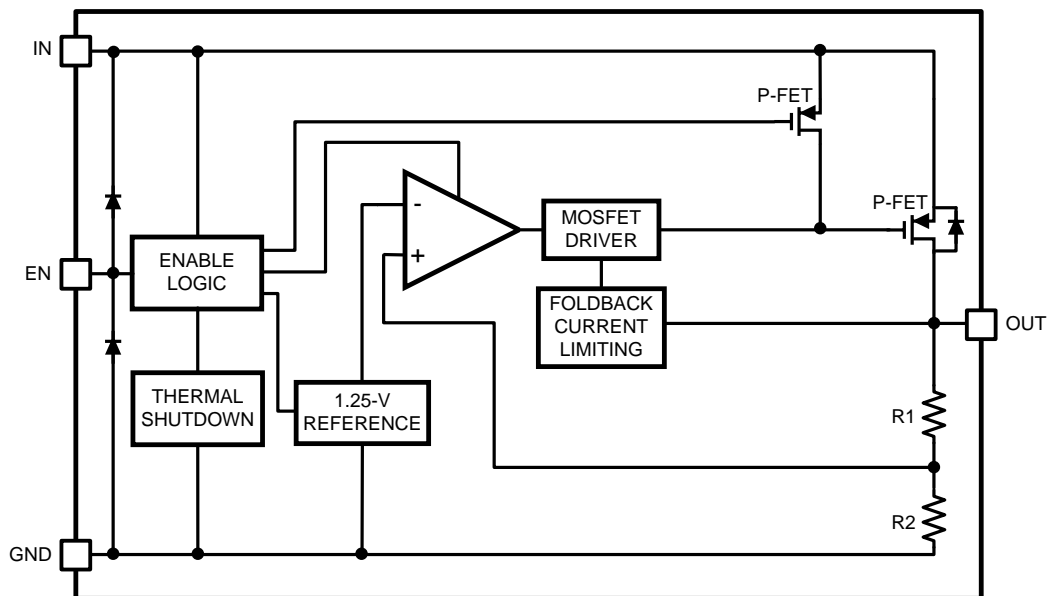 IN
P-FET
P-FET
-
MOSFET
DRIVER
+
EN
ENABLE
LOGIC
FOLDBACK
CURRENT
LIMITING
OUT
THERMAL
SHUTDOWN
1.25-V
REFERENCE
R1
R2
GND